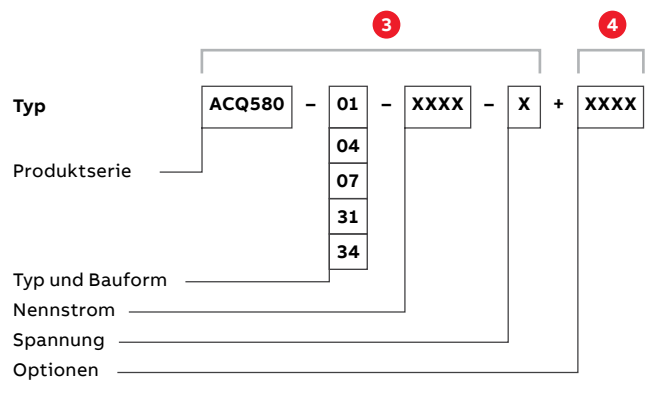 3 4
Typ ACQ580 – 01 – XXXX – X + XXXX
04
Produktserie
07
31
34
Typ und Bauform
Nennstrom
Spannung
Optionen